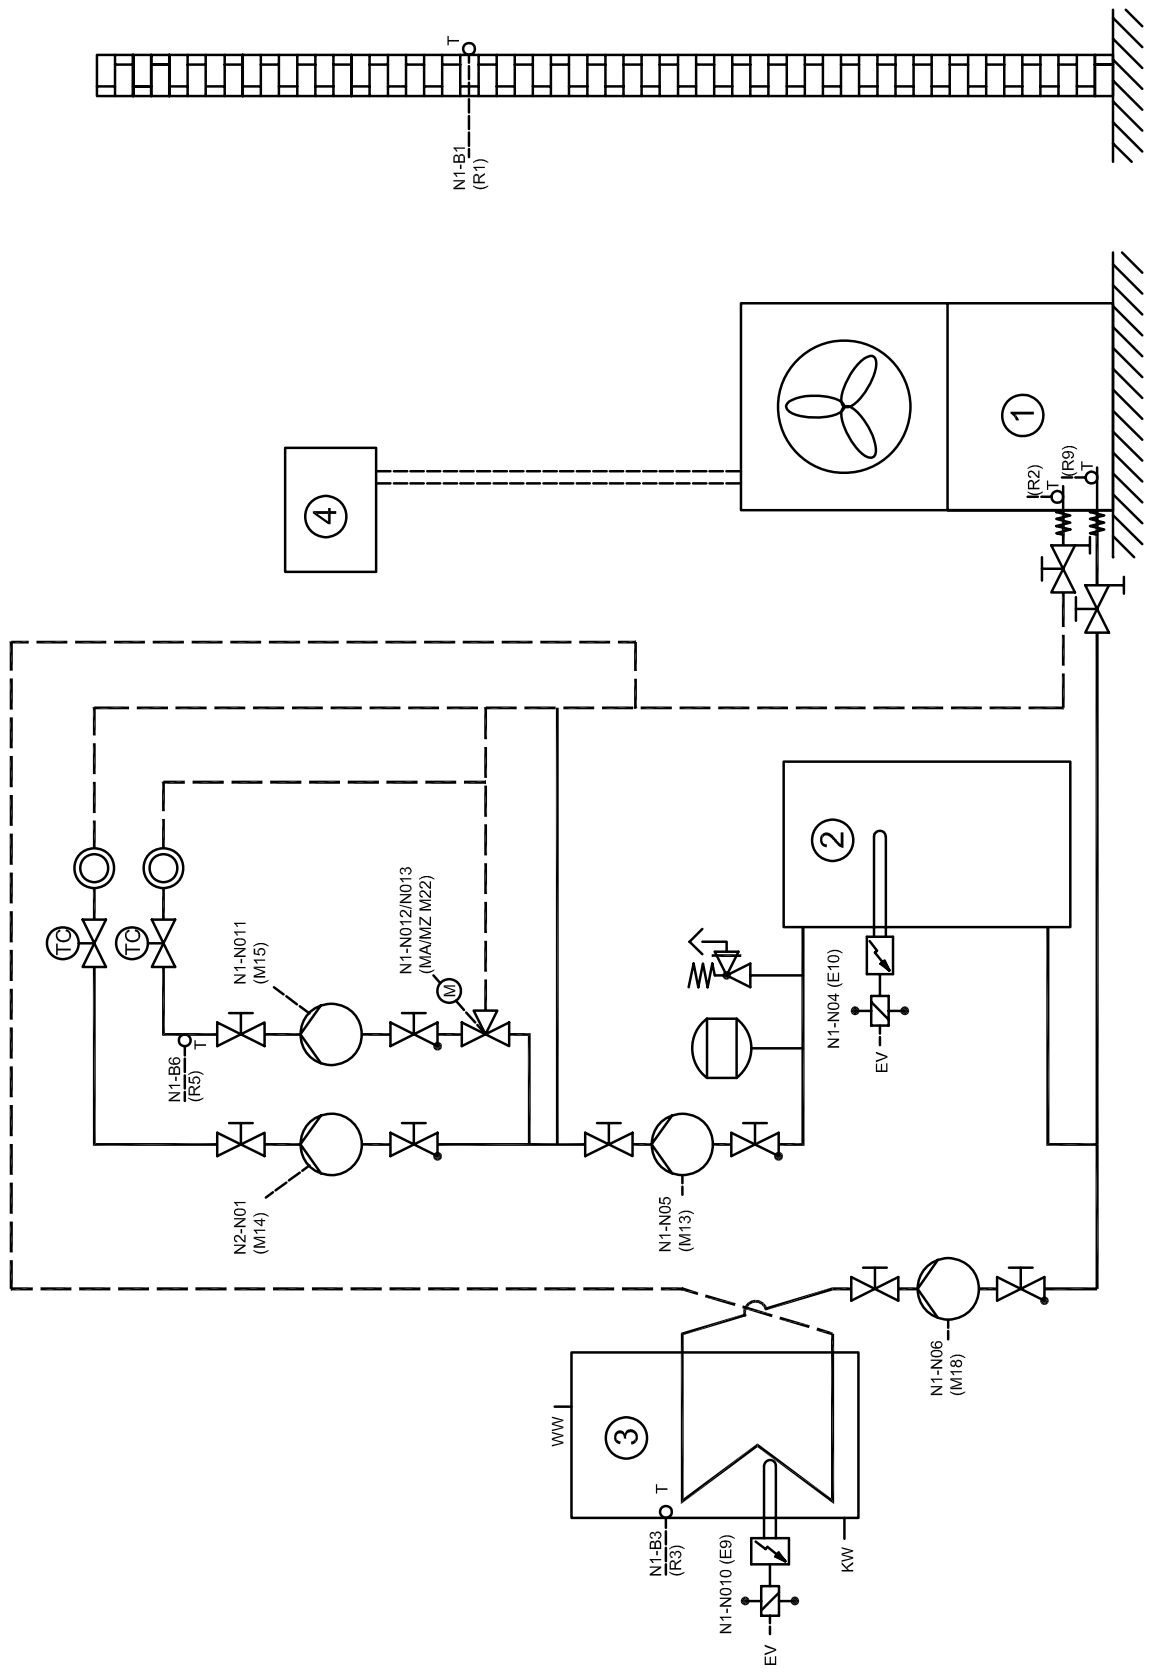 T
N1-B1
(R1)
4
1
(R2)
T
(R9)
T
TC
TC
N1-N011
(M15)
N1-N012/N013
(MA/MZ M22)
M
2
N1-B6
(R5)
T
N1-N04 (E10)
EV
N2-N01
(M14)
N1-N05
(M13)
N1-N06
(M18)
WW
3
T
N1-B3
(R3)
KW
N1-N010 (E9)
EV